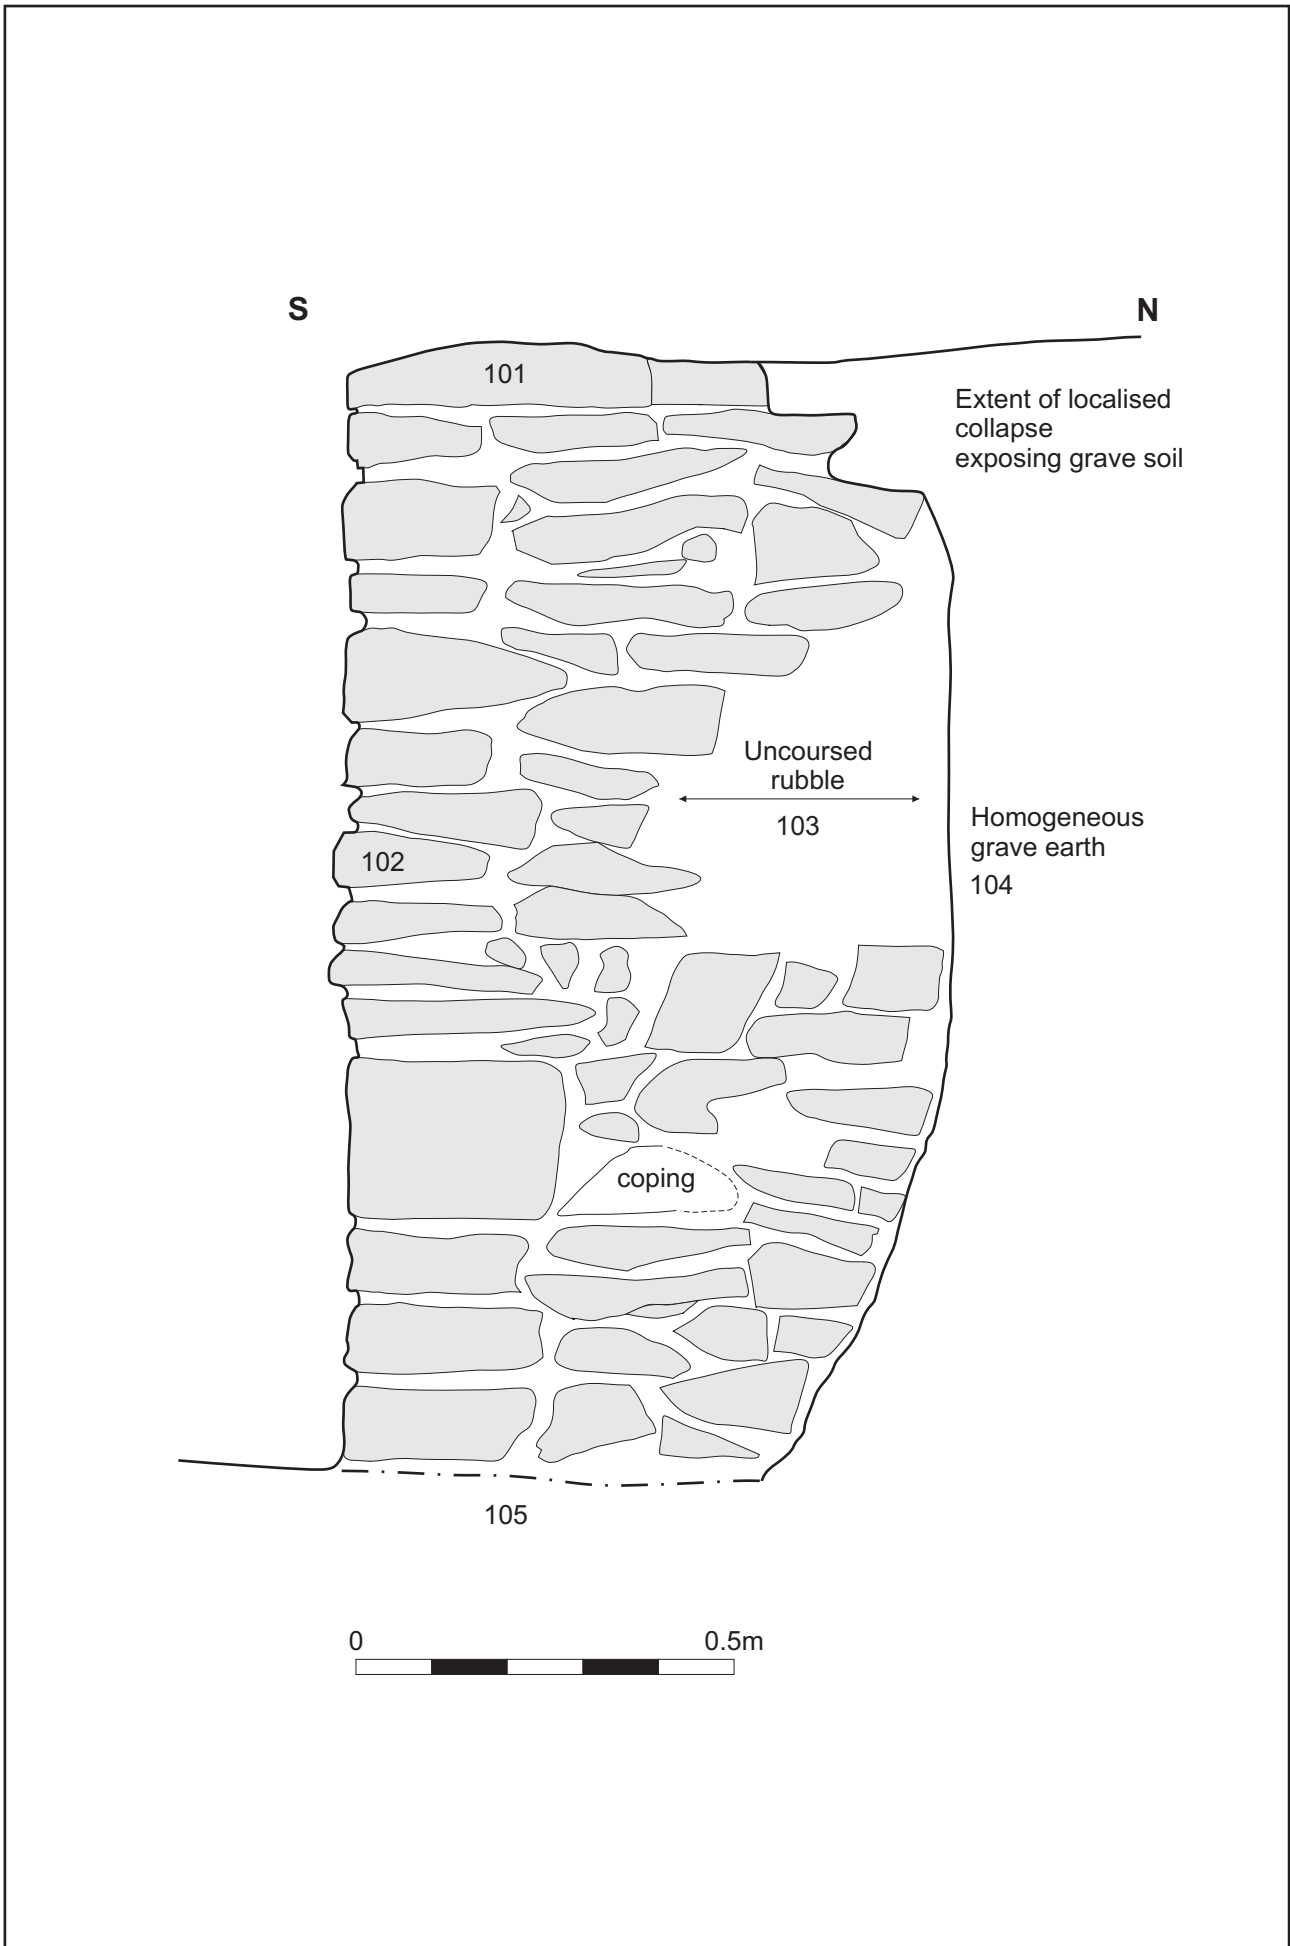 S
N
101
Extent of localised
collapse
exposing grave soil
Uncoursed
rubble
103
Homogeneous
grave earth
104
102
coping
105
0
0.5m